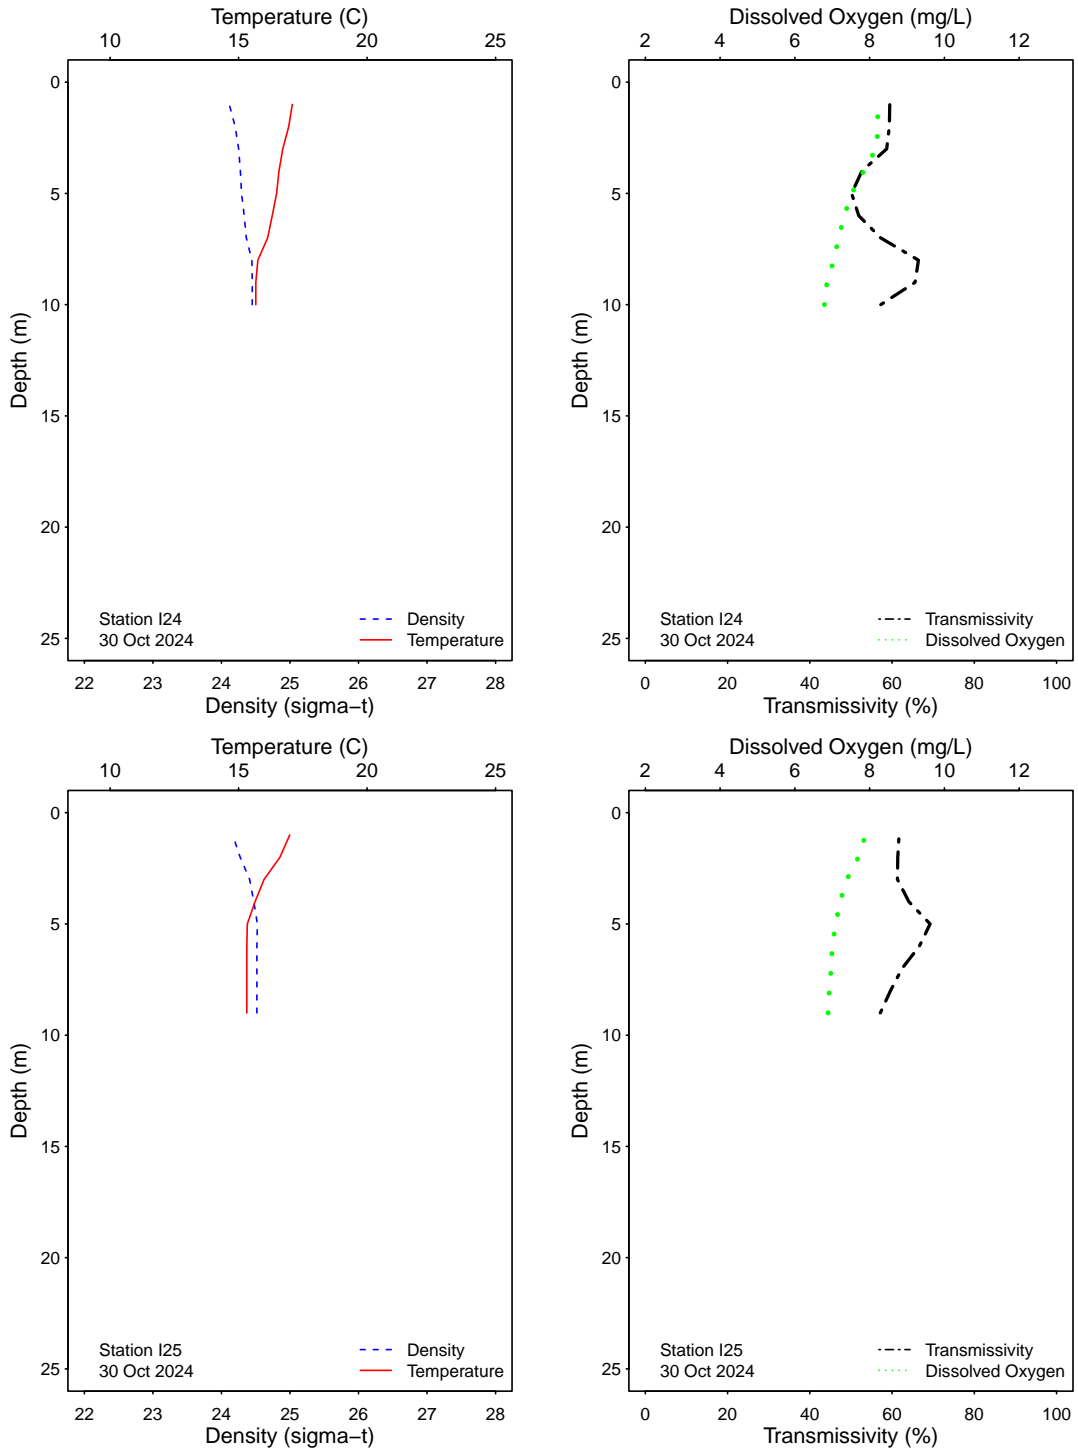 Temperature (C)
10 15 20 25
0
5
10
15
20
25
Depth (m)
Station I24
30 Oct 2024
Density
Temperature
22 23 24 25 26 27 28
Density (sigma−t)
Dissolved Oxygen (mg/L)
2 4 6 8 10 12
0
5
10
15
20
25
Depth (m)
Station I24
30 Oct 2024
Transmissivity
Dissolved Oxygen
0 20 40 60 80 100
Transmissivity (%)
Temperature (C)
10 15 20 25
0
5
10
15
20
25
Depth (m)
Station I25
30 Oct 2024
Density
Temperature
22 23 24 25 26 27 28
Density (sigma−t)
Dissolved Oxygen (mg/L)
2 4 6 8 10 12
0
5
10
15
20
25
Depth (m)
Station I25
30 Oct 2024
Transmissivity
Dissolved Oxygen
0 20 40 60 80 100
Transmissivity (%)